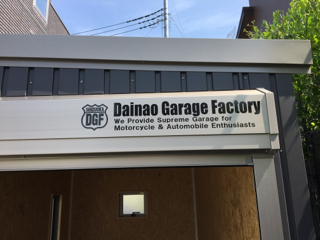 DGF
Dainao Garage Factory
We Provide Supreme Garage for
Motorcycle & Automobile Enthusiasts